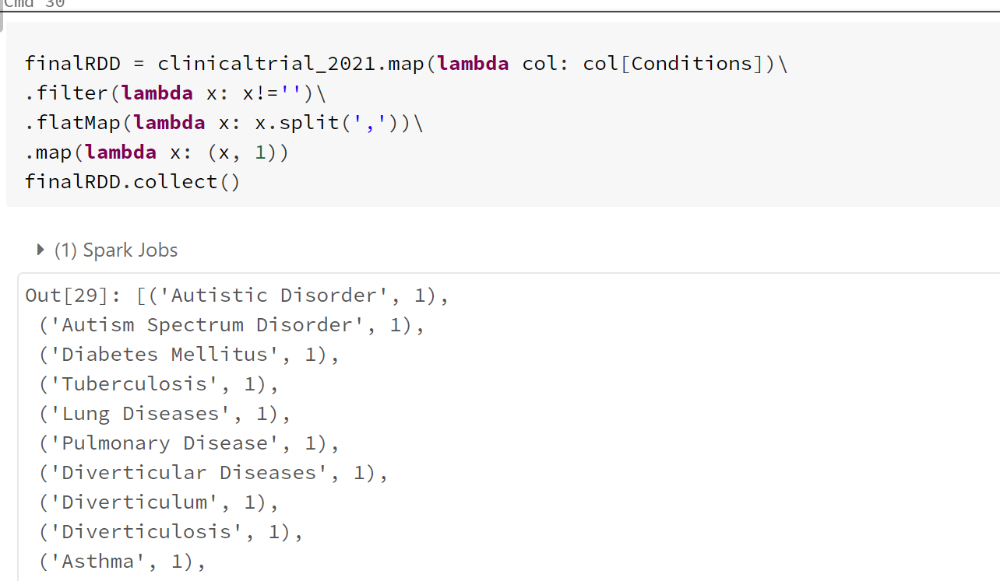 Cmd 30
finalRDD = clinicaltrial_2021.map(lambda col: col[Conditions])\
.filter(lambda x: x!='')\
.flatMap(lambda x: x.split(','))\
.map(lambda x: (x, 1))
finalRDD.collect()
(1) Spark Jobs
Out[29]: [('Autistic Disorder', 1),
('Autism Spectrum Disorder', 1),
('Diabetes Mellitus', 1),
('Tuberculosis', 1),
('Lung Diseases', 1),
('Pulmonary Disease', 1),
('Diverticular Diseases', 1),
('Diverticulum', 1),
('Diverticulosis', 1),
('Asthma', 1),